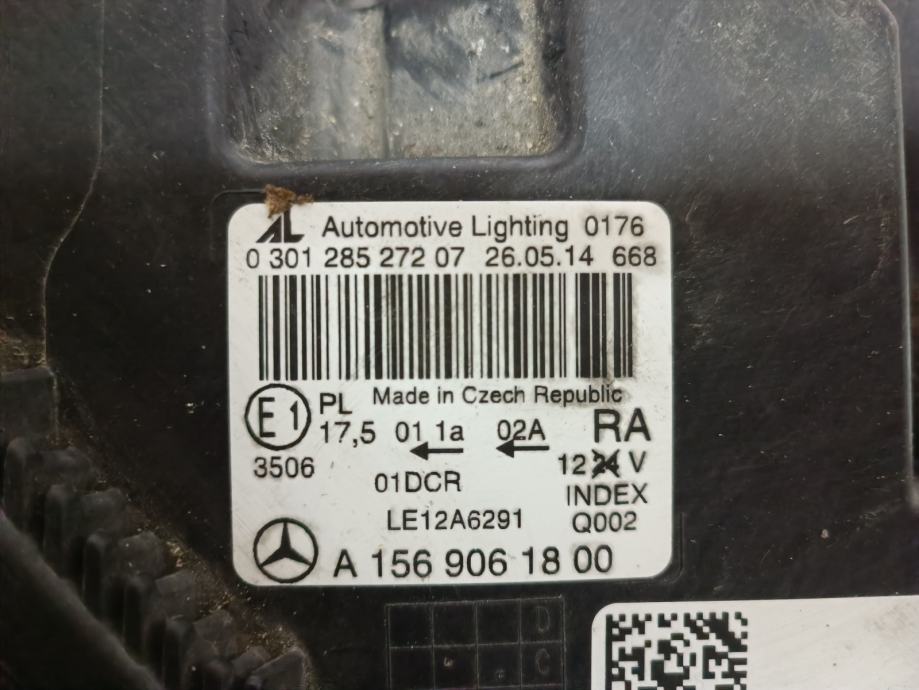 AL Automotive Lighting 0176
0 301 285 272 07 26.05.14 668
Made in Czech Republic
E1 PL RA
17,5 01 1a 02A
3506 12 24 V
01DCR INDEX
LE12A6291 Q002
A 156 906 18 00
D
C